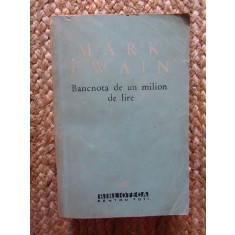 MARK
TWAIN
Bancnota de un milion
de lire
BIBLIOTECA
PENTRU TOȚI